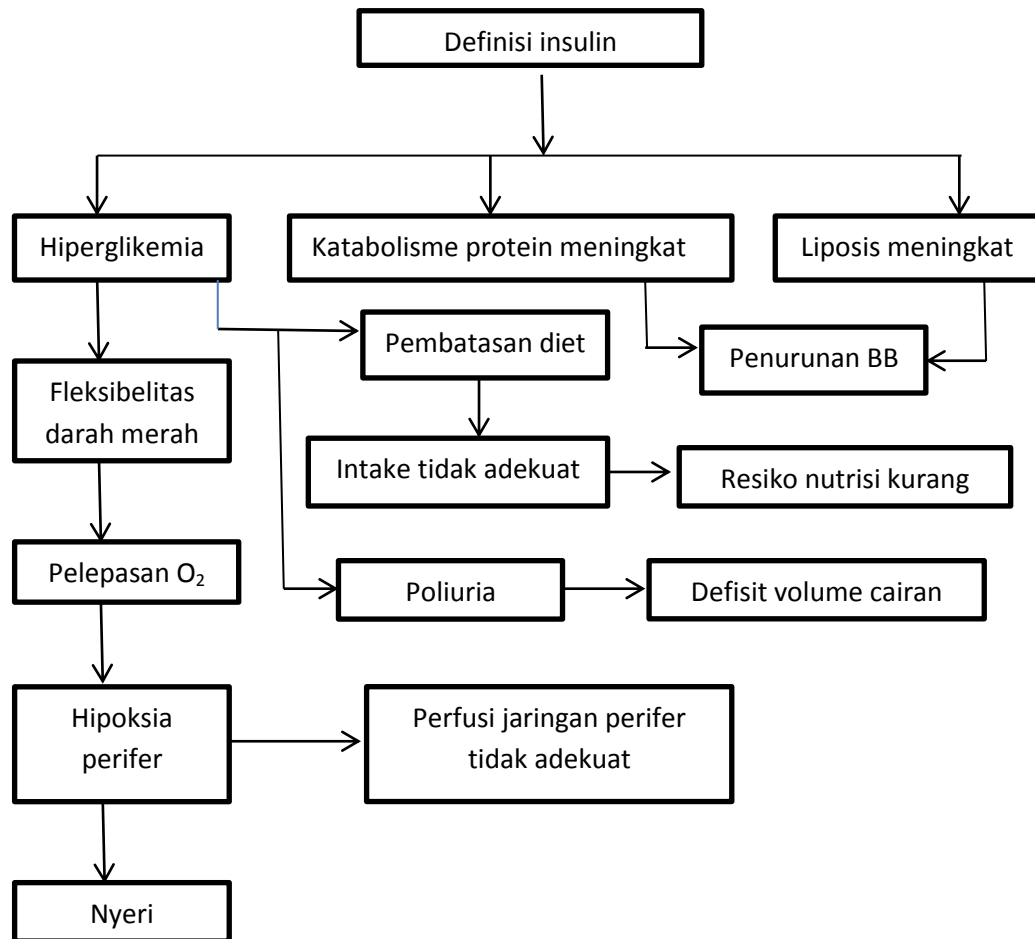 Definisi insulin
Hiperglikemia
Katabolisme protein meningkat
Liposis meningkat
Pembatasan diet
Penurunan BB
Fleksibelitas
darah merah
Intake tidak adekuat
Resiko nutrisi kurang
Pelepasan O₂
Poliuria
Defisit volume cairan
Hipoksia
perifer
Perfusi jaringan perifer
tidak adekuat
Nyeri